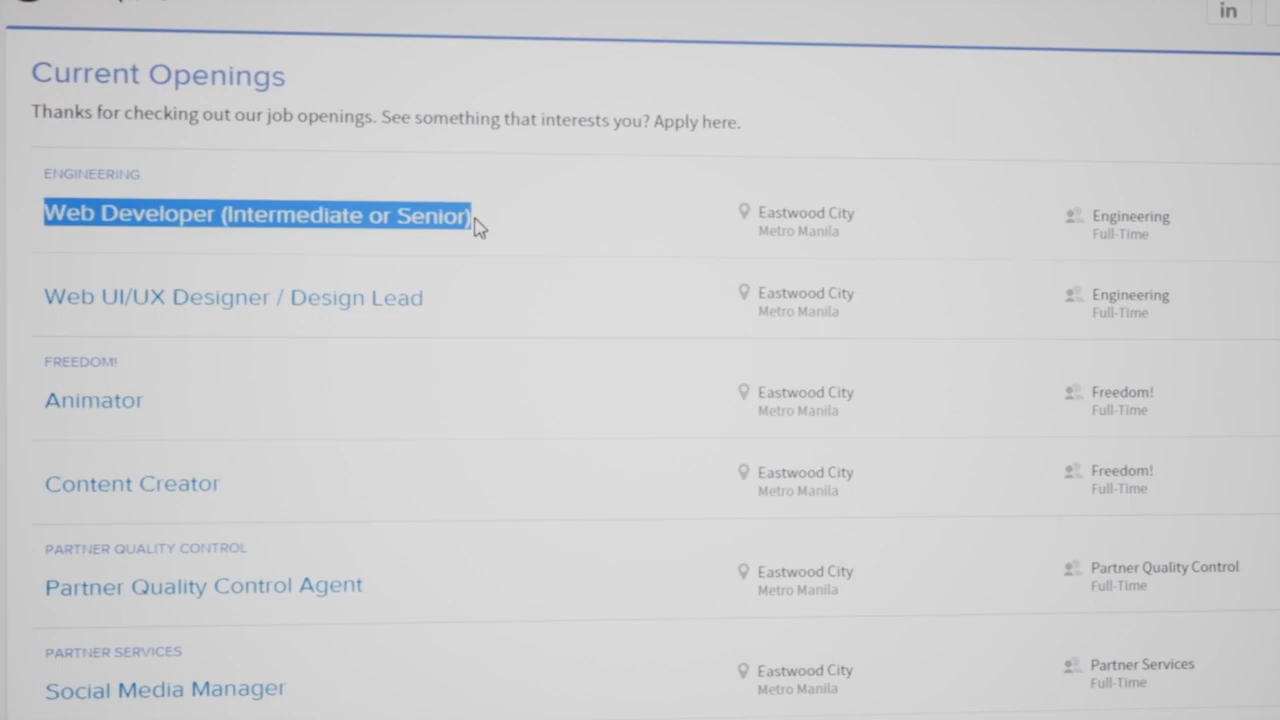 in
Current Openings
Thanks for checking out our job openings. See something that interests you? Apply here.
ENGINEERING
Web Developer (Intermediate or Senior)
Eastwood City
Metro Manila
Engineering
Full-Time
Web UI/UX Designer / Design Lead
Eastwood City
Metro Manila
Engineering
Full-Time
FREEDOM!
Animator
Eastwood City
Metro Manila
Freedom!
Full-Time
Content Creator
Eastwood City
Metro Manila
Freedom!
Full-Time
PARTNER QUALITY CONTROL
Partner Quality Control Agent
Eastwood City
Metro Manila
Partner Quality Control
Full-Time
PARTNER SERVICES
Social Media Manager
Eastwood City
Metro Manila
Partner Services
Full-Time